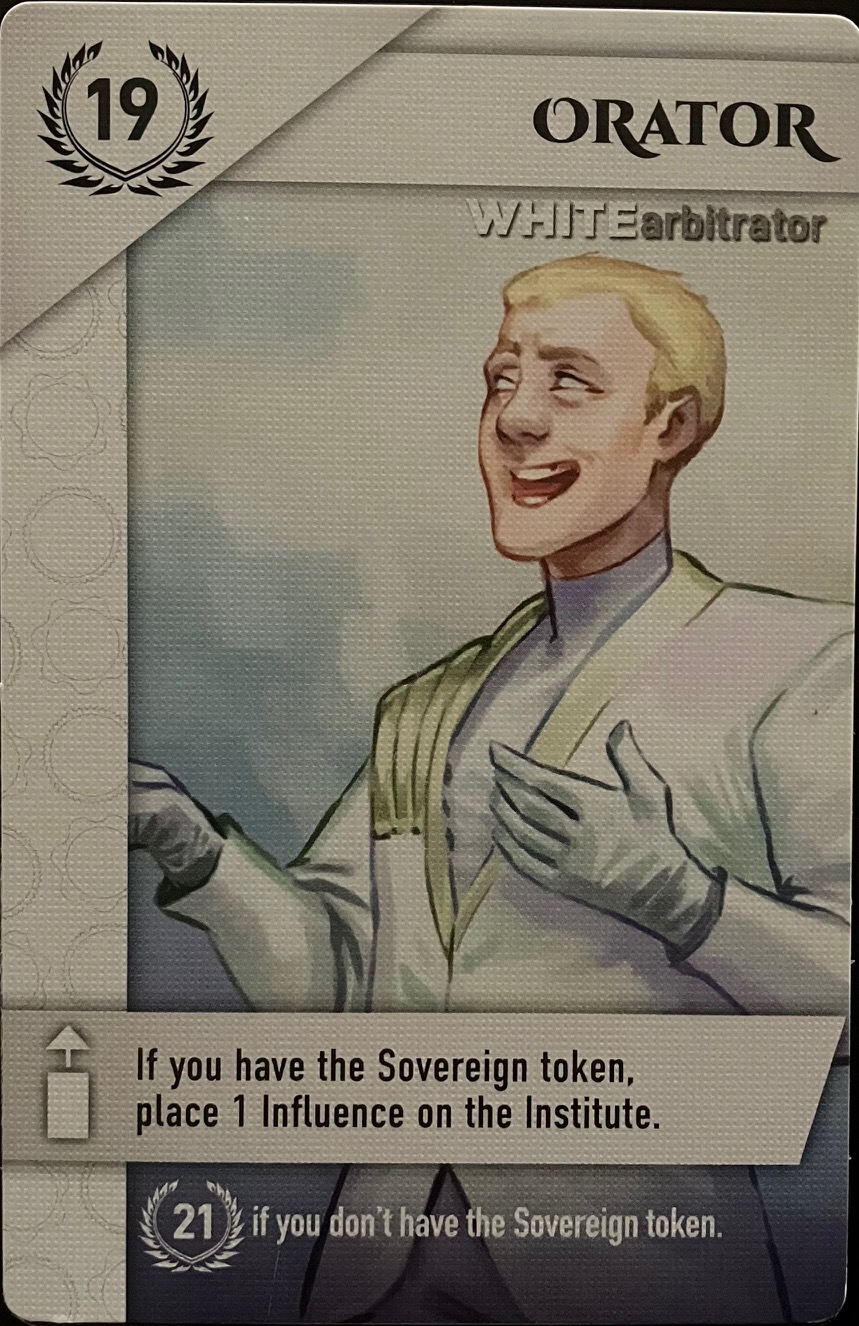 19
ORATOR
WHITEarbitrator
If you have the Sovereign token,
place 1 Influence on the Institute.
21 if you don't have the Sovereign token.